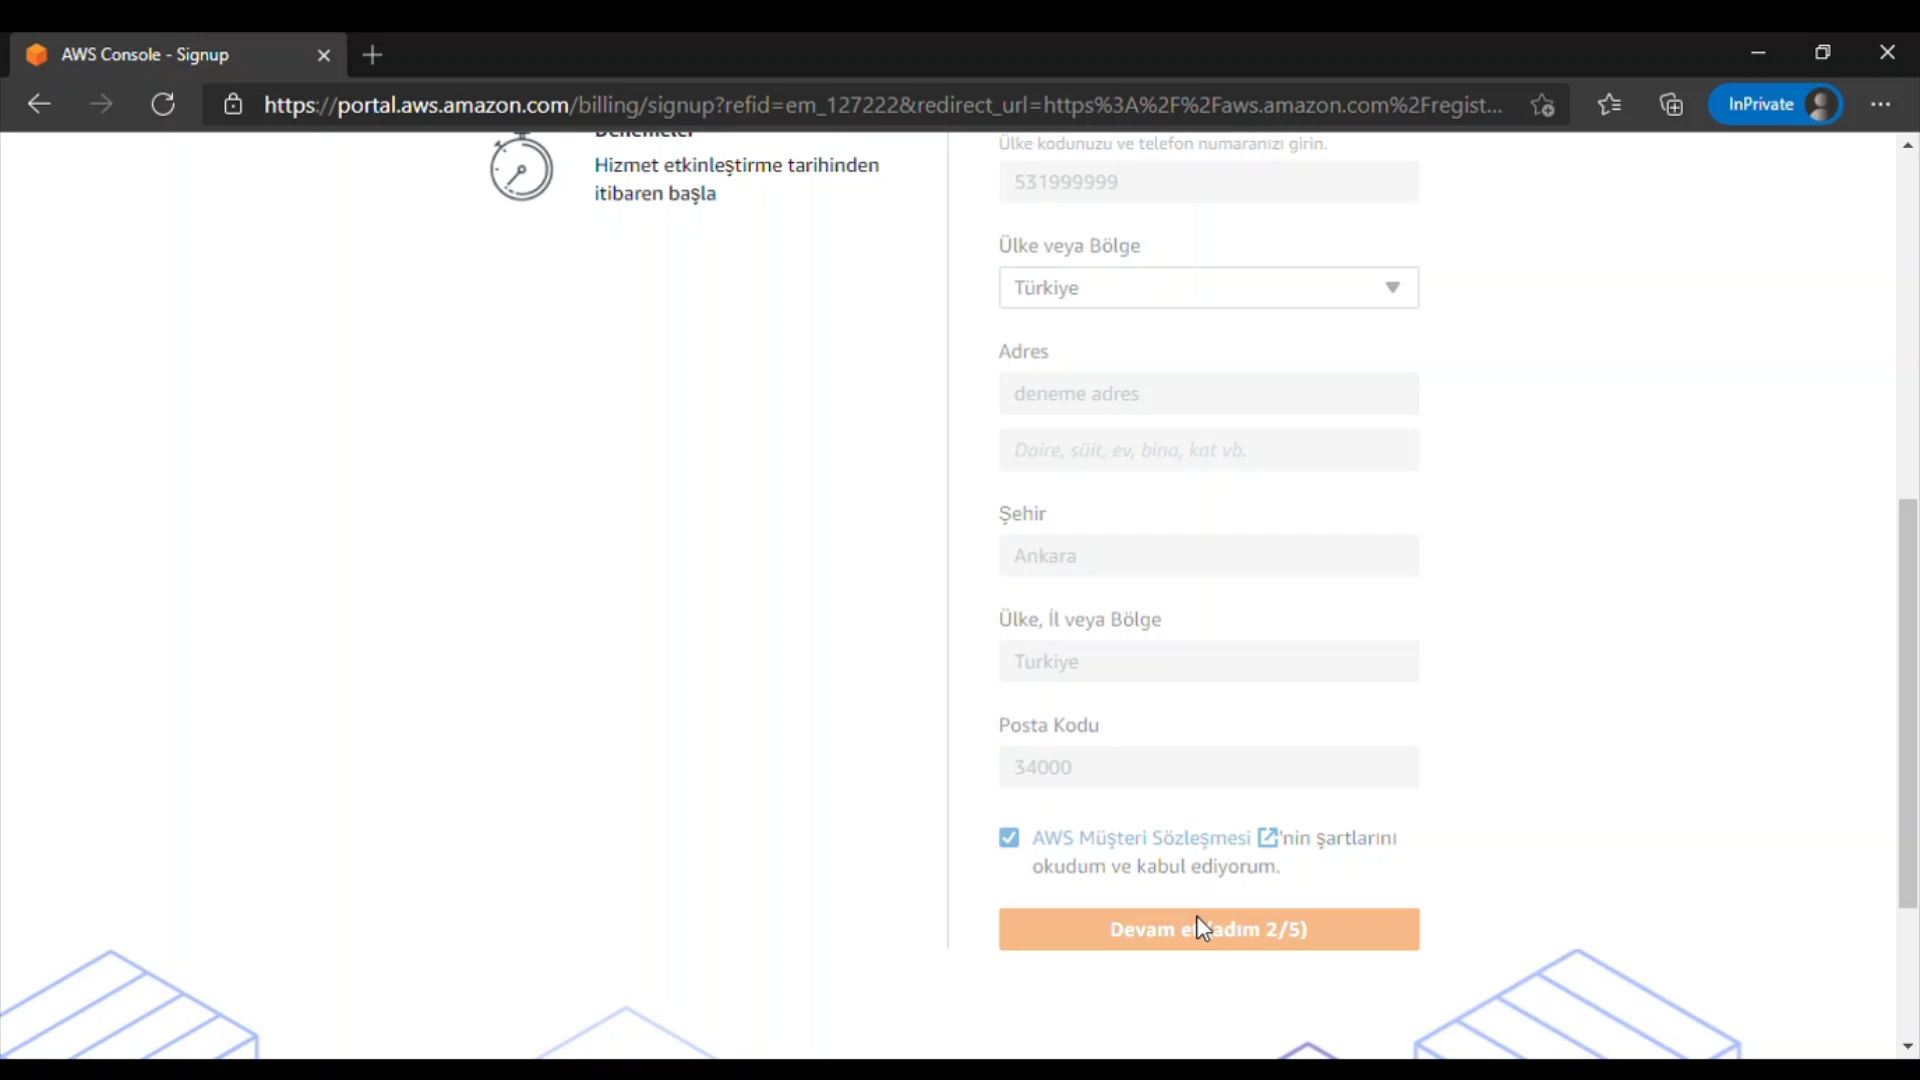 AWS Console - Signup
https://portal.aws.amazon.com/billing/signup?refid=em_127222&redirect_url=https%3A%2F%2Faws.amazon.com%2Fregist...
InPrivate
Denemeler
Hizmet etkinleştirme tarihinden
itibaren başla
Ülke kodunuzu ve telefon numaranızı girin.
531999999
Ülke veya Bölge
Türkiye
Adres
deneme adres
Daire, süit, ev, bina, kat vb.
Şehir
Ankara
Ülke, İl veya Bölge
Turkiye
Posta Kodu
34000
AWS Müşteri Sözleşmesi 'nin şartlarını
okudum ve kabul ediyorum.
Devam 2/5)